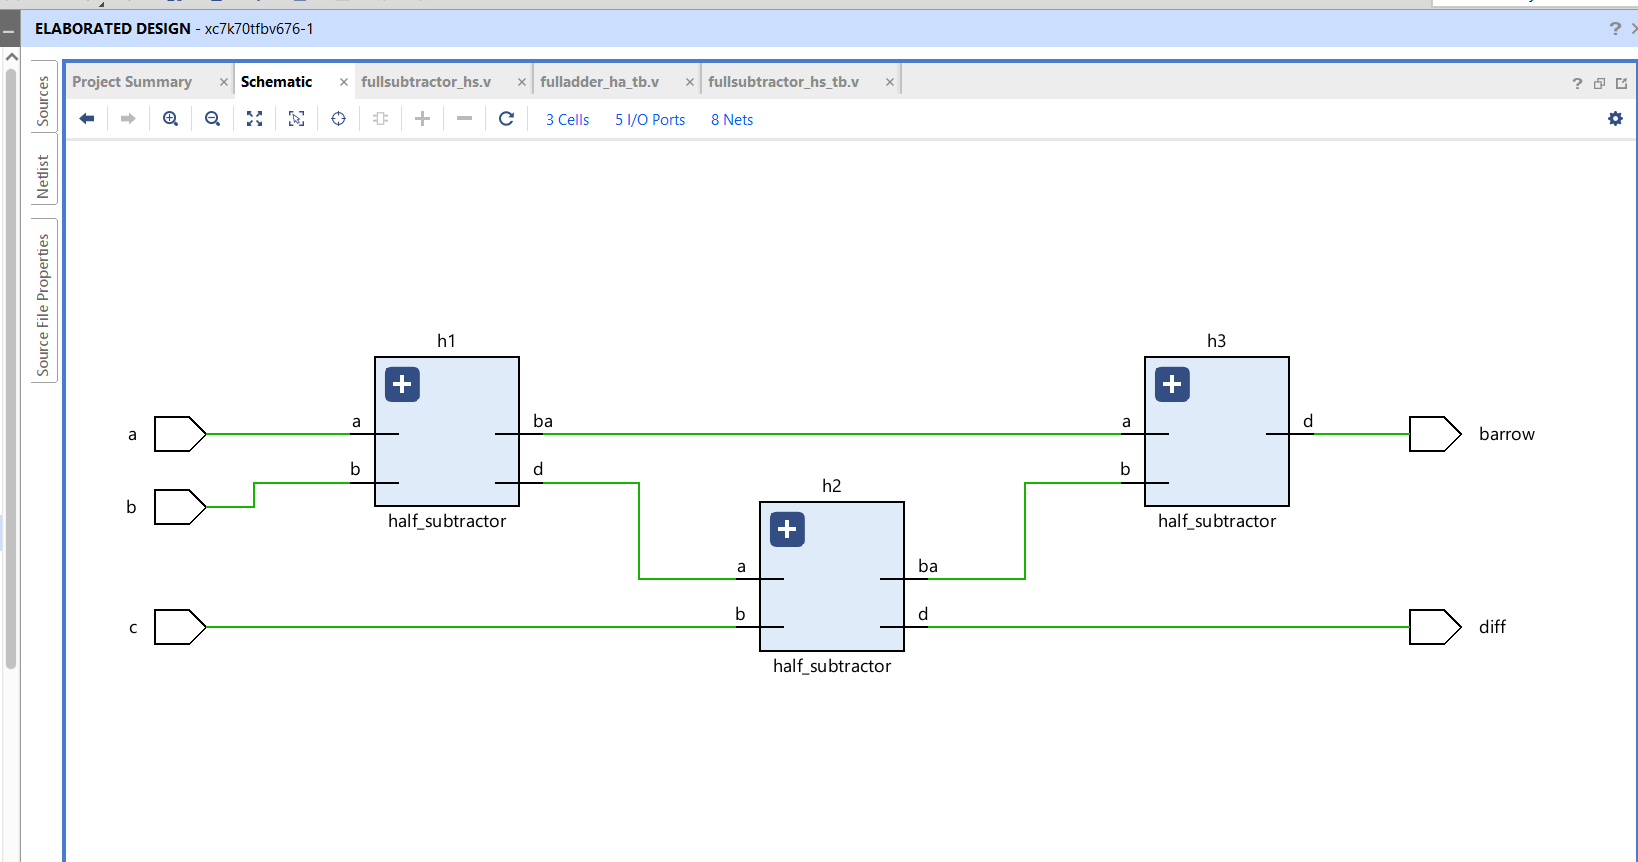 ELABORATED DESIGN - xc7k70tfbv676-1
?
Sources
Netlist
Source File Properties
Project Summary × Schematic × fullsubtractor_hs.v × fulladder_ha_tb.v × fullsubtractor_hs_tb.v × ?
3 Cells 5 I/O Ports 8 Nets
h1 h3
a a ba a d barrow
b b d b
h2
half_subtractor half_subtractor
a ba
c b d diff
half_subtractor